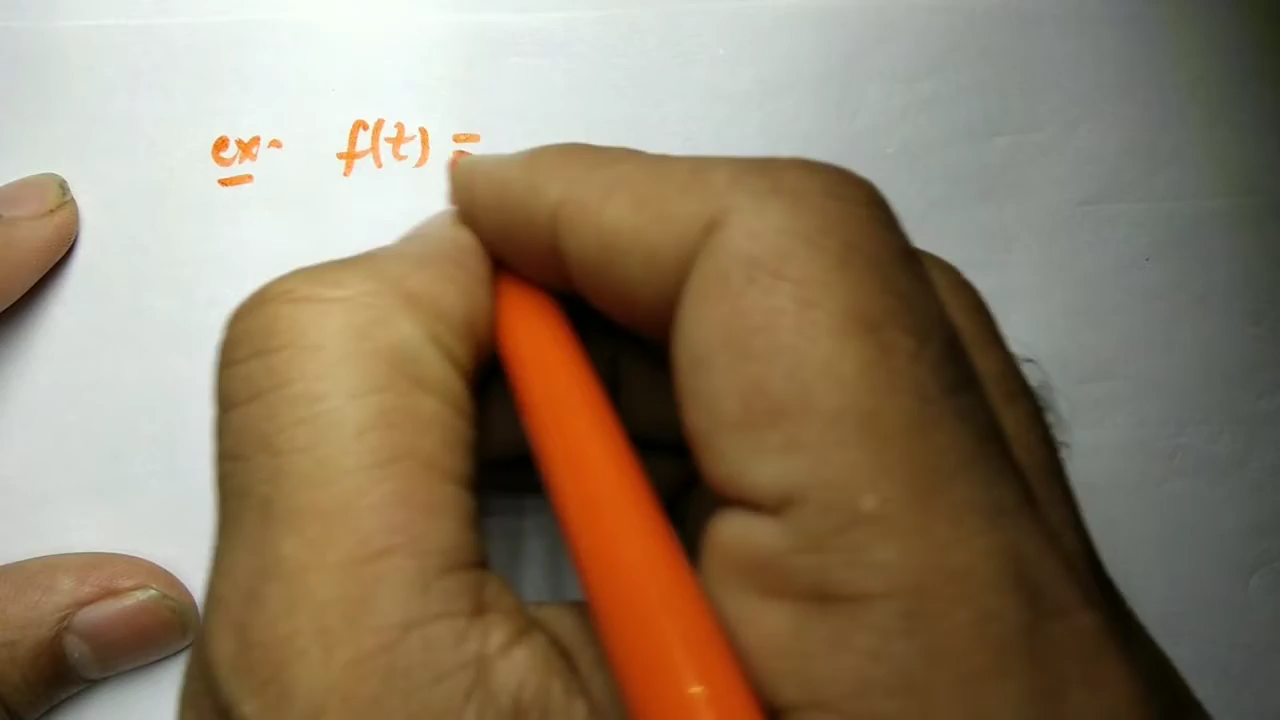 ex- f(t) =